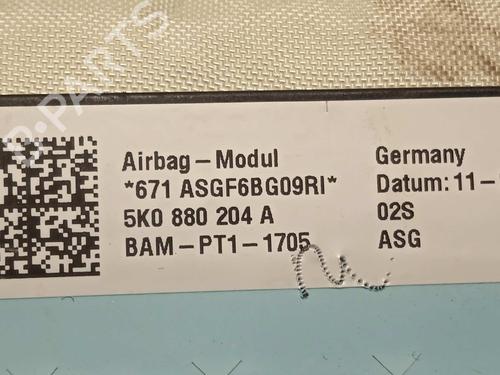 Airbag-Modul
*671 ASGF6BG09RI*
5K0 880 204 A
BAM-PT1-1705
Germany
Datum: 11-
02S
ASG